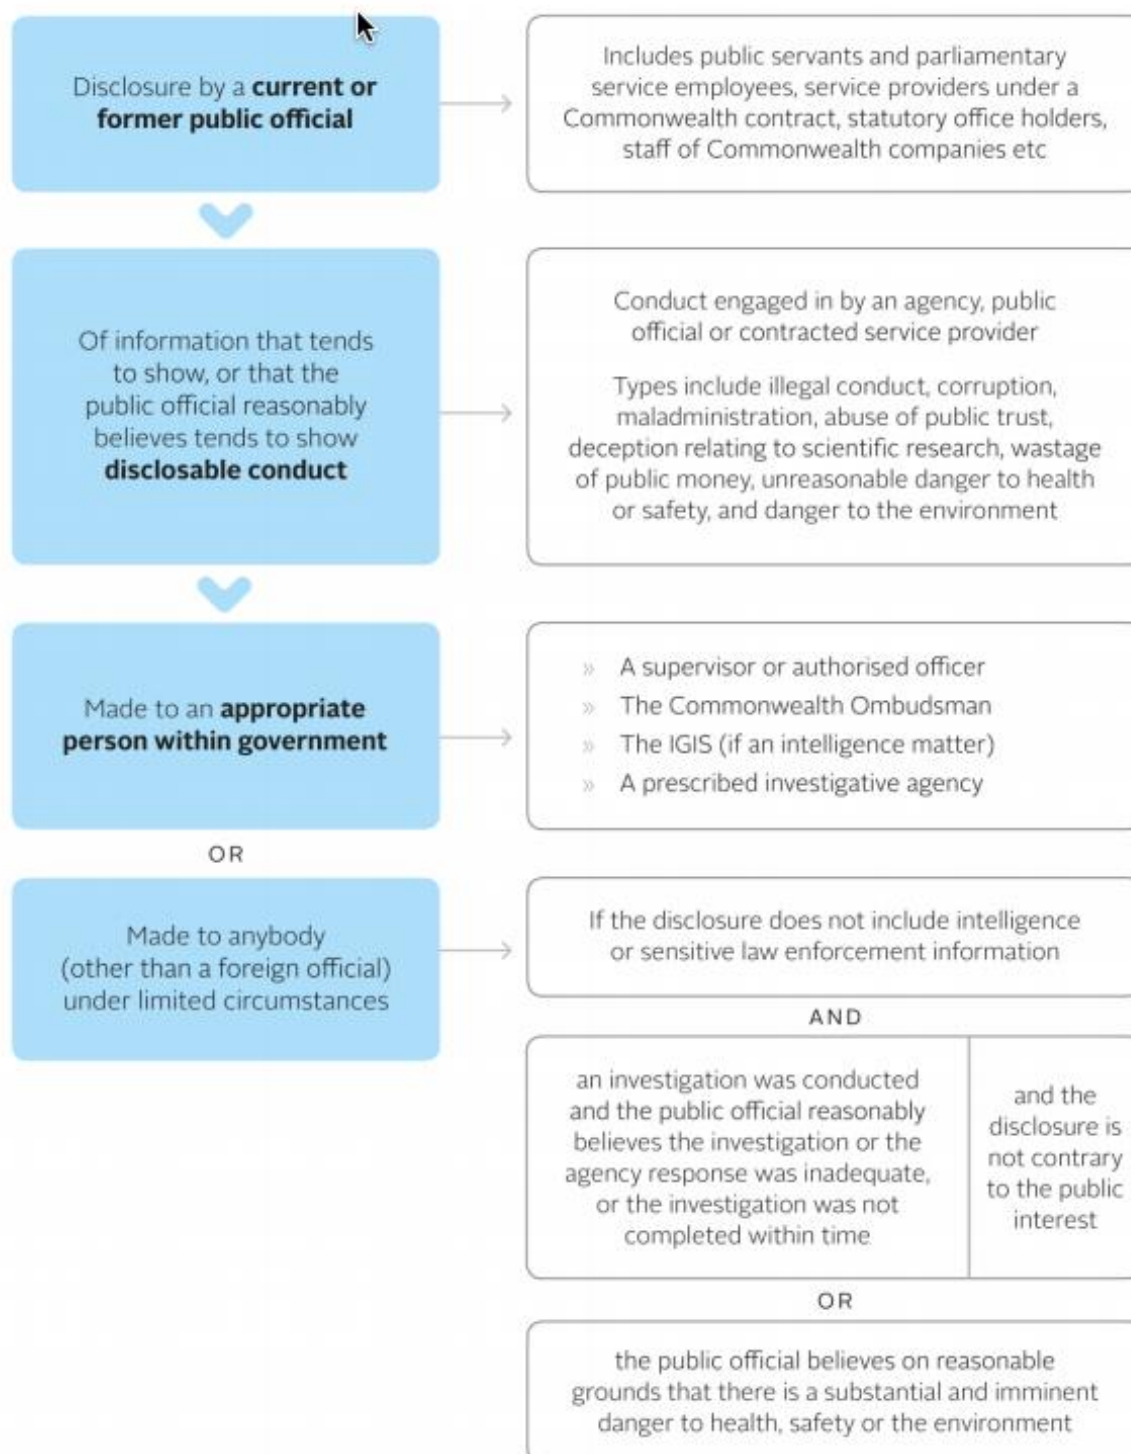 Disclosure by a current or
former public official
Includes public servants and parliamentary
service employees, service providers under a
Commonwealth contract, statutory office holders,
staff of Commonwealth companies etc
Of information that tends
to show, or that the
public official reasonably
believes tends to show
disclosable conduct
Conduct engaged in by an agency, public
official or contracted service provider
Types include illegal conduct, corruption,
maladministration, abuse of public trust,
deception relating to scientific research, wastage
of public money, unreasonable danger to health
or safety, and danger to the environment
Made to an appropriate
person within government
» A supervisor or authorised officer
» The Commonwealth Ombudsman
» The IGIS (if an intelligence matter)
» A prescribed investigative agency
OR
Made to anybody
(other than a foreign official)
under limited circumstances
If the disclosure does not include intelligence
or sensitive law enforcement information
AND
an investigation was conducted
and the public official reasonably
believes the investigation or the
agency response was inadequate,
or the investigation was not
completed within time
and the
disclosure is
not contrary
to the public
interest
OR
the public official believes on reasonable
grounds that there is a substantial and imminent
danger to health, safety or the environment